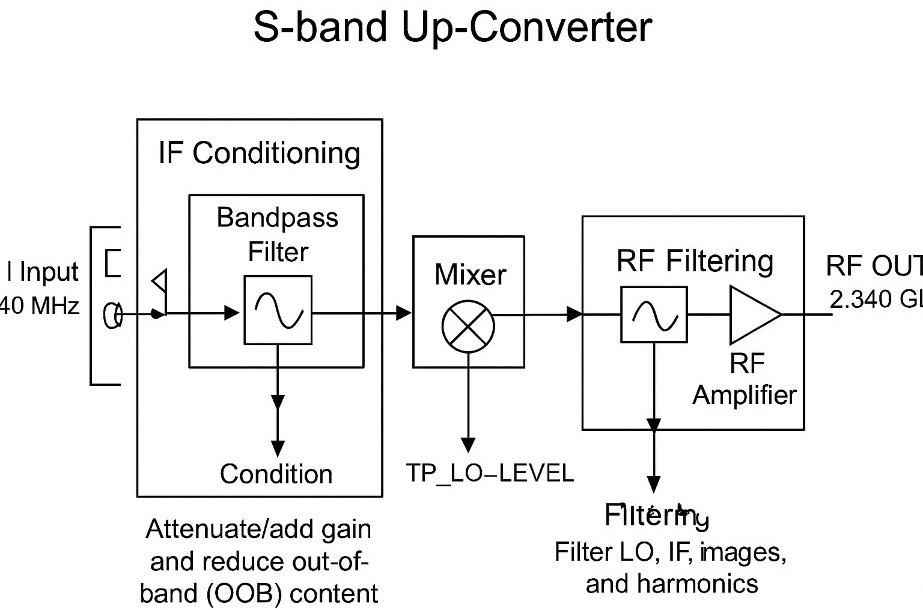 S-band Up-Converter
IF Conditioning
Bandpass
Filter
I Input
40 MHz
Mixer
RF Filtering
RF OUT
2.340 G
RF
Amplifier
Condition
TP_LO–LEVEL
Attenuate/add gain
and reduce out-of-
band (OOB) content
Filter LO, IF, images,
and harmonics